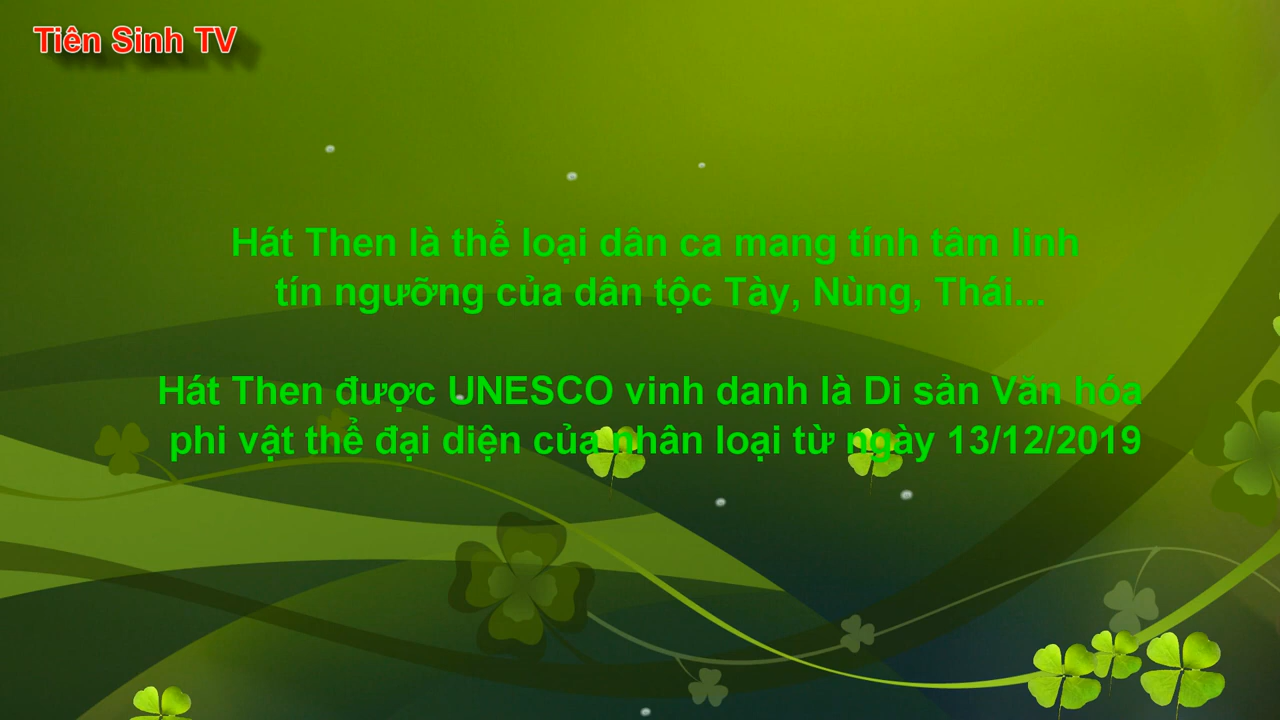 Tiên Sinh TV
Hát Then là thể loại dân ca mang tính tâm linh
tín ngưỡng của dân tộc Tày, Nùng, Thái...
Hát Then được UNESCO vinh danh là Di sản Văn hóa
phi vật thể đại diện của nhân loại từ ngày 13/12/2019